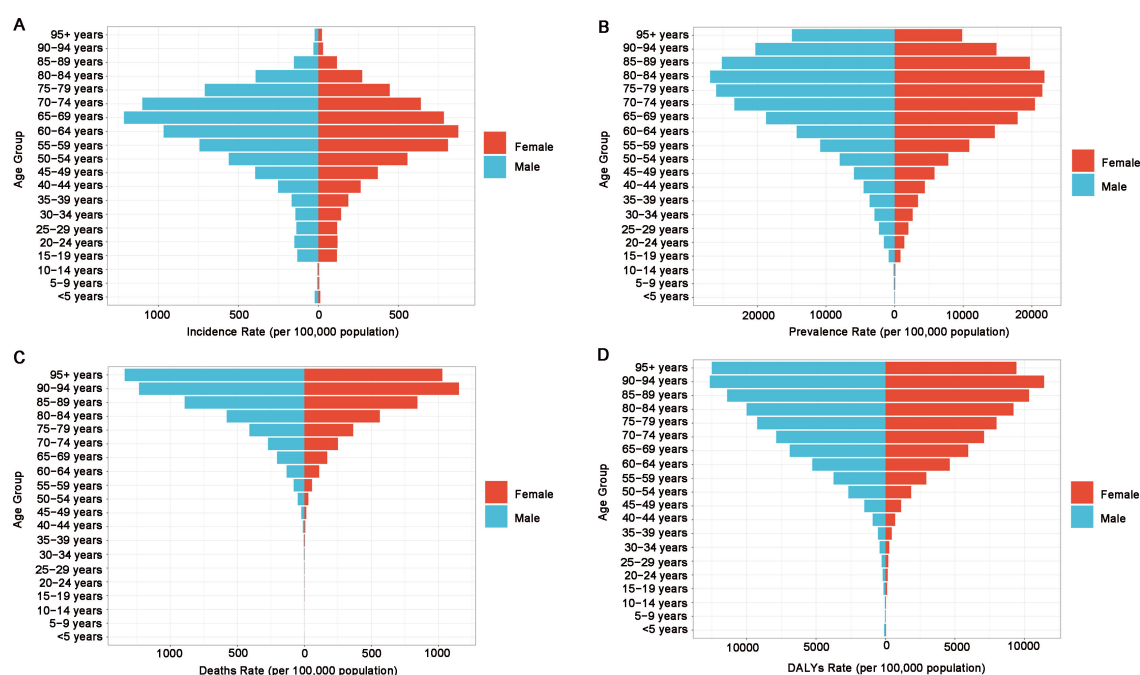 A
95+ years
90−94 years
85−89 years
80−84 years
75−79 years
70−74 years
65−69 years
60−64 years
55−59 years
50−54 years
45−49 years
40−44 years
35−39 years
30−34 years
25−29 years
20−24 years
15−19 years
10−14 years
5−9 years
<5 years
Age Group
1000 500 0 500
Incidence Rate (per 100,000 population)
Female
Male
B
95+ years
90−94 years
85−89 years
80−84 years
75−79 years
70−74 years
65−69 years
60−64 years
55−59 years
50−54 years
45−49 years
40−44 years
35−39 years
30−34 years
25−29 years
20−24 years
15−19 years
10−14 years
5−9 years
<5 years
Age Group
20000 10000 0 10000 20000
Prevalence Rate (per 100,000 population)
Female
Male
C
95+ years
90−94 years
85−89 years
80−84 years
75−79 years
70−74 years
65−69 years
60−64 years
55−59 years
50−54 years
45−49 years
40−44 years
35−39 years
30−34 years
25−29 years
20−24 years
15−19 years
10−14 years
5−9 years
<5 years
Age Group
1000 500 0 500 1000
Deaths Rate (per 100.000 population)
Female
Male
D
95+ years
90−94 years
85−89 years
80−84 years
75−79 years
70−74 years
65−69 years
60−64 years
55−59 years
50−54 years
45−49 years
40−44 years
35−39 years
30−34 years
25−29 years
20−24 years
15−19 years
10−14 years
5−9 years
<5 years
Age Group
10000 5000 0 5000 10000
DALYs Rate (per 100,000 population)
Female
Male